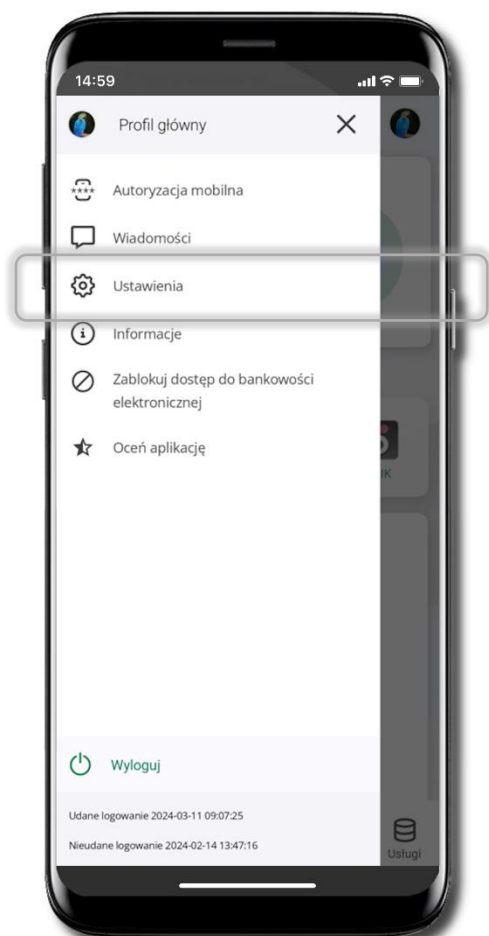 14:59
Profil główny
****
Autoryzacja mobilna
Wiadomości
Ustawienia
Informacje
Zablokuj dostęp do bankowości
elektronicznej
Oceń aplikację
IK
Wyloguj
Udane logowanie 2024-03-11 09:07:25
Nieudane logowanie 2024-02-14 13:47:16
Usługi